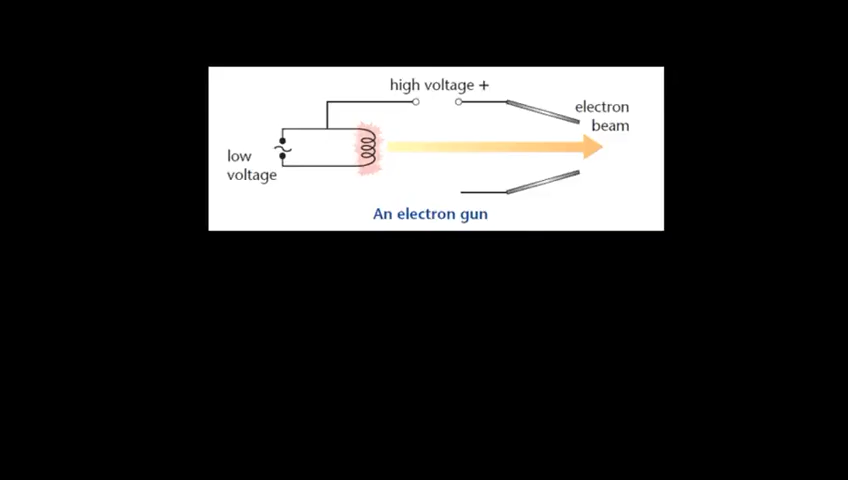 high voltage +
electron
beam
low
voltage
An electron gun